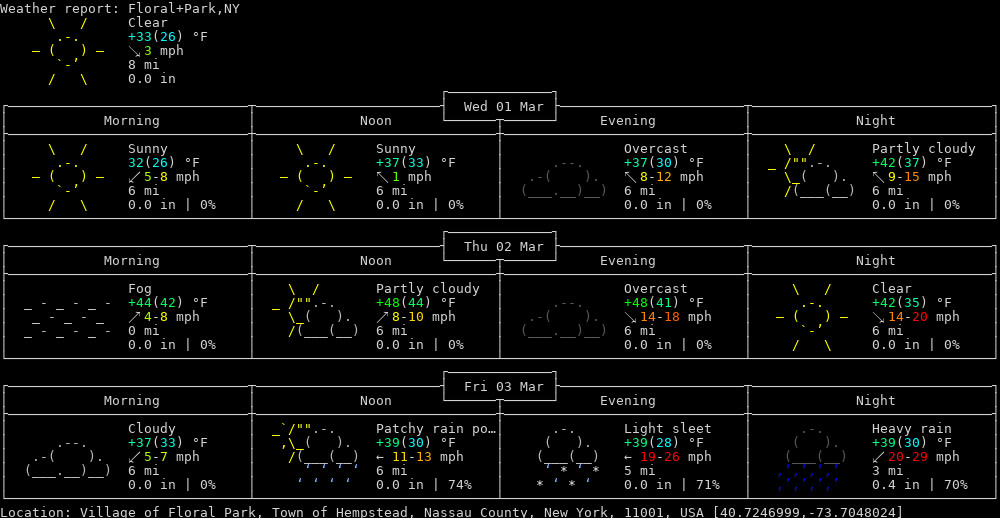 Weather report: Floral+Park,NY
Clear
+33(26) °F
↘3 mph
8 mi
0.0 in
Wed 01 Mar
Morning Noon Evening Night
Sunny Sunny Overcast Partly cloudy
32(26) °F +37(33) °F +37(30) °F +42(37) °F
↙5-8 mph ↖1 mph ↖8-12 mph ↖9-15 mph
6 mi 6 mi 6 mi 6 mi
0.0 in | 0% 0.0 in | 0% 0.0 in | 0% 0.0 in | 0%
Thu 02 Mar
Morning Noon Evening Night
Fog Partly cloudy Overcast Clear
+44(42) °F +48(44) °F +48(41) °F +42(35) °F
↗4-8 mph ↗8-10 mph ↘14-18 mph ↘14-20 mph
0 mi 6 mi 6 mi 6 mi
0.0 in | 0% 0.0 in | 0% 0.0 in | 0% 0.0 in | 0%
Fri 03 Mar
Morning Noon Evening Night
Cloudy Patchy rain po… Light sleet Heavy rain
+37(33) °F +39(30) °F +39(28) °F +39(30) °F
↙5-7 mph ← 11-13 mph ← 19-26 mph ↙20-29 mph
6 mi 6 mi 5 mi 3 mi
0.0 in | 0% 0.0 in | 74% 0.0 in | 71% 0.4 in | 70%
Location: Village of Floral Park, Town of Hempstead, Nassau County, New York, 11001, USA [40.7246999,-73.7048024]